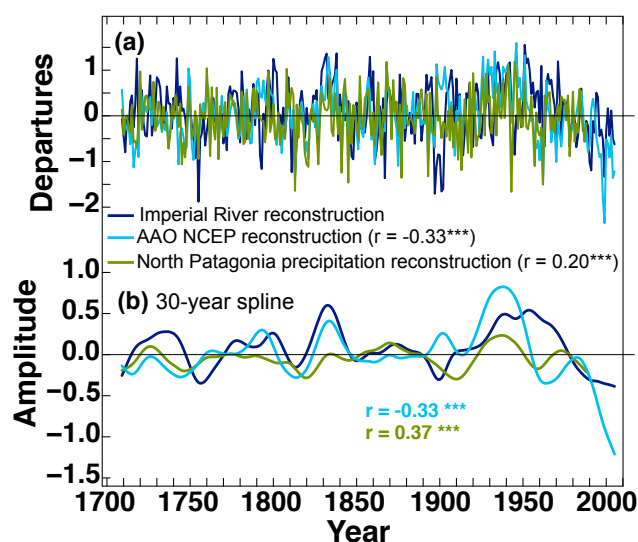 (a)
Departures
1
0
-1
-2
Imperial River reconstruction
AAO NCEP reconstruction (r = -0.33***)
North Patagonia precipitation reconstruction (r = 0.20***)
(b) 30-year spline
Amplitude
1.0
0.5
0.0
-0.5
-1.0
-1.5
r = -0.33 ***
r = 0.37 ***
1700 1750 1800 1850 1900 1950 2000
Year